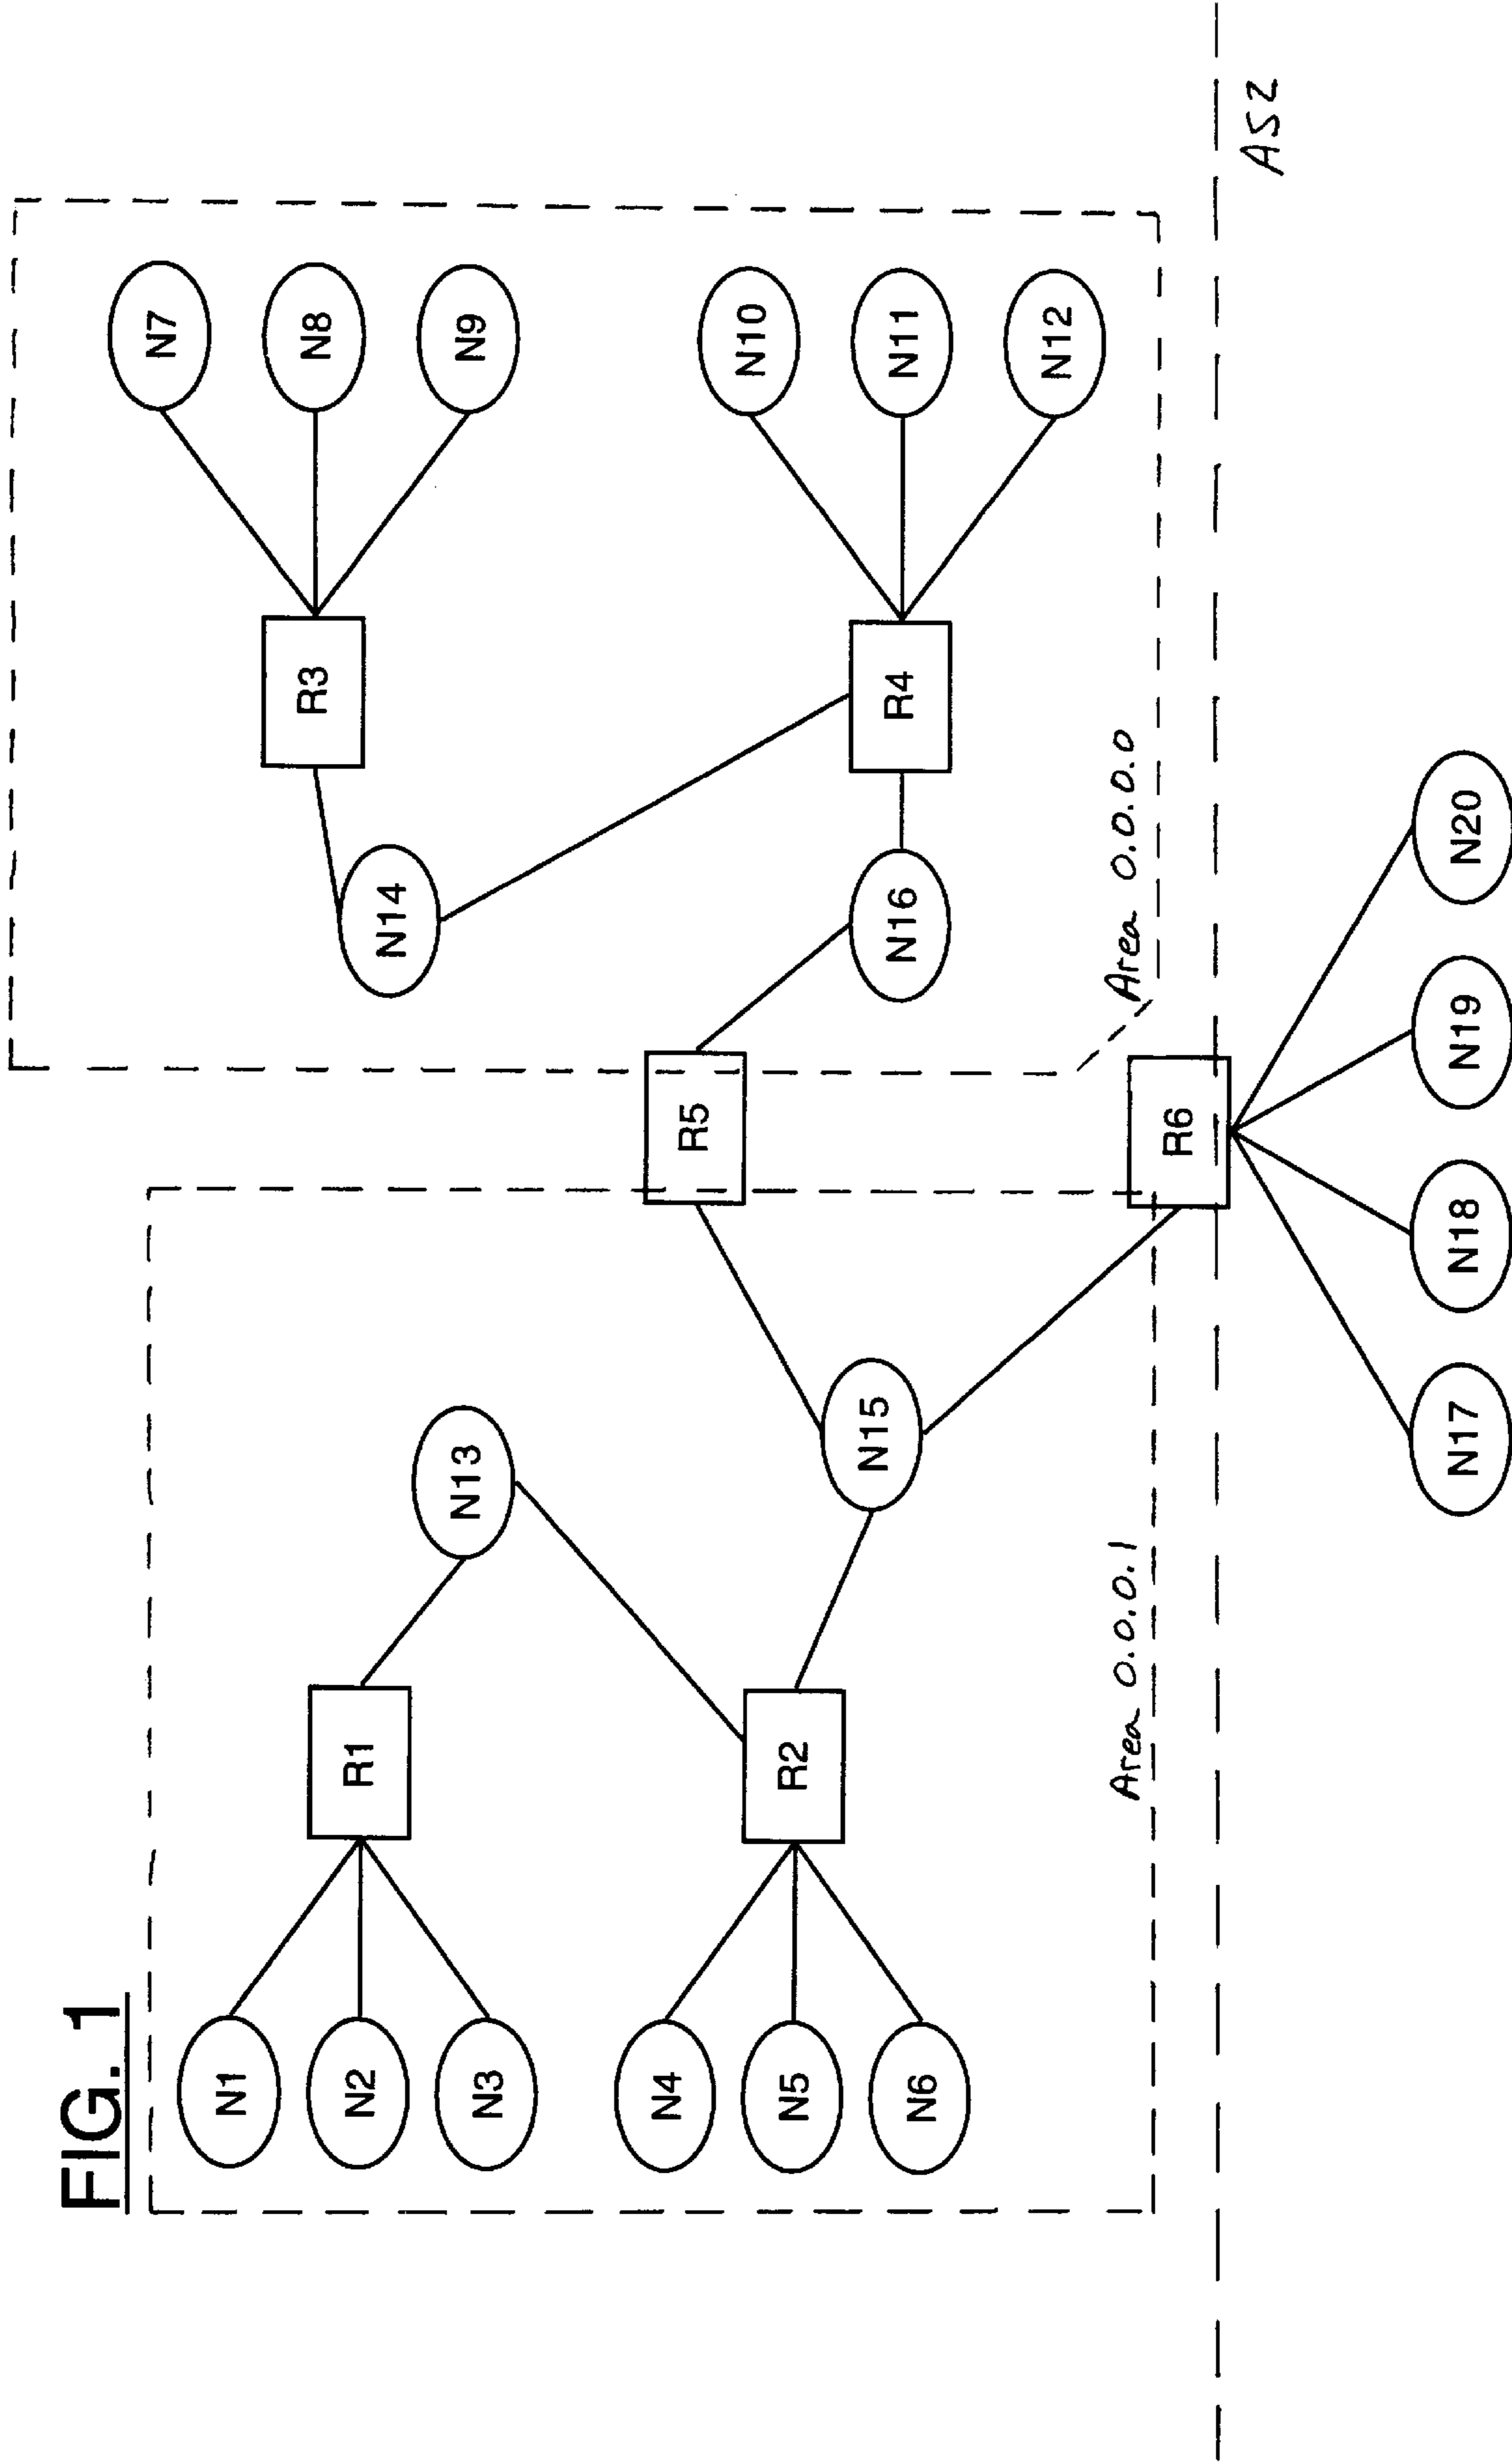 FIG. 1
N1
N2
N3
N4
N5
N6
R1
R2
N13
N15
R5
R6
N14
N16
R3
R4
N7
N8
N9
N10
N11
N12
Area 0.0.0.1
Area 0.0.0.0
AS2
N17
N18
N19
N20